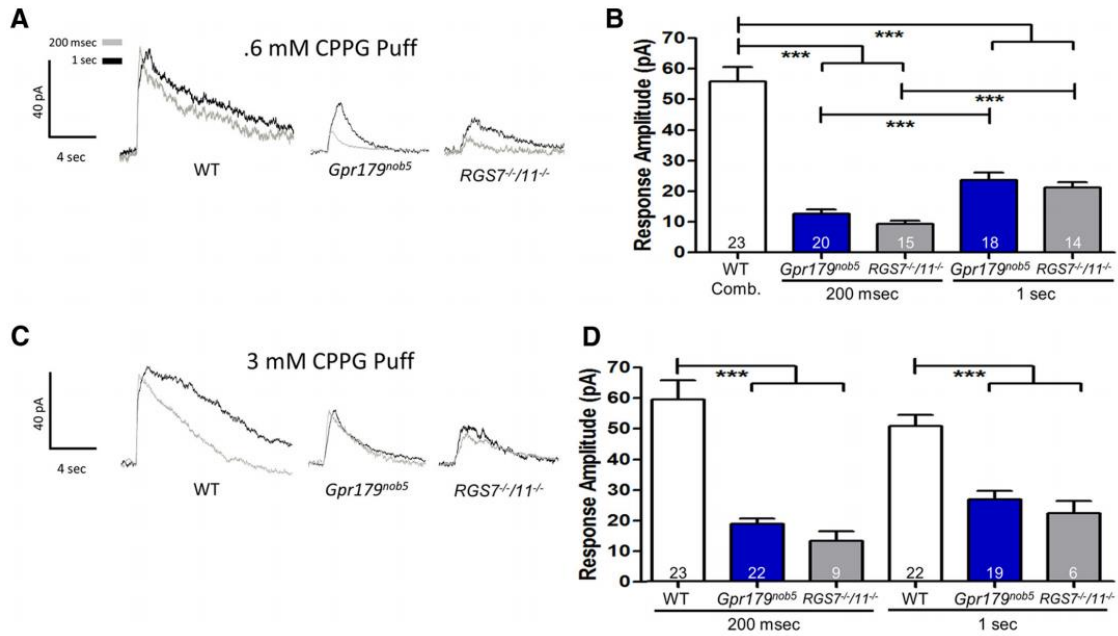 A
200 msec
1 sec
.6 mM CPPG Puff
40 pA
4 sec
WT
Gpr179nob5
RGS7-/-/11-/-
B
Response Amplitude (pA)
70
60
50
40
30
20
10
0
***
***
***
***
23
20
15
18
14
WT
Comb.
Gpr179nob5
RGS7-/-/11-/-
Gpr179nob5
RGS7-/-/11-/-
200 msec
1 sec
C
3 mM CPPG Puff
40 pA
4 sec
WT
Gpr179nob5
RGS7-/-/11-/-
D
Response Amplitude (pA)
70
60
50
40
30
20
10
0
***
***
23
22
9
22
19
6
WT
Gpr179nob5
RGS7-/-/11-/-
WT
Gpr179nob5
RGS7-/-/11-/-
200 msec
1 sec